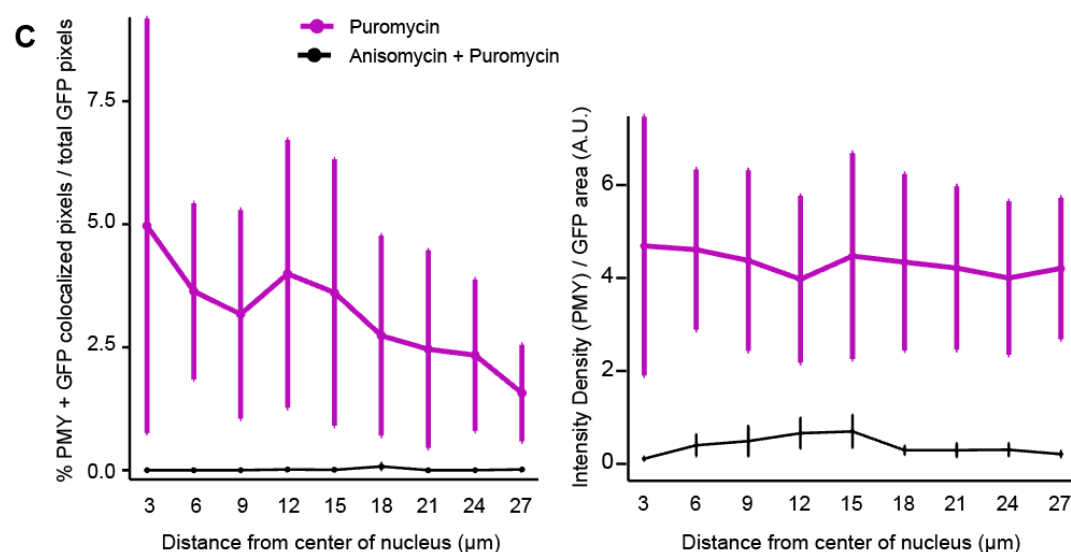 C
Puromycin
Anisomycin + Puromycin
% PMY + GFP colocalized pixels / total GFP pixels
7.5
5.0
2.5
0.0
3 6 9 12 15 18 21 24 27
Distance from center of nucleus (µm)
Intensity Density (PMY) / GFP area (A.U.)
6
4
2
0
3 6 9 12 15 18 21 24 27
Distance from center of nucleus (µm)